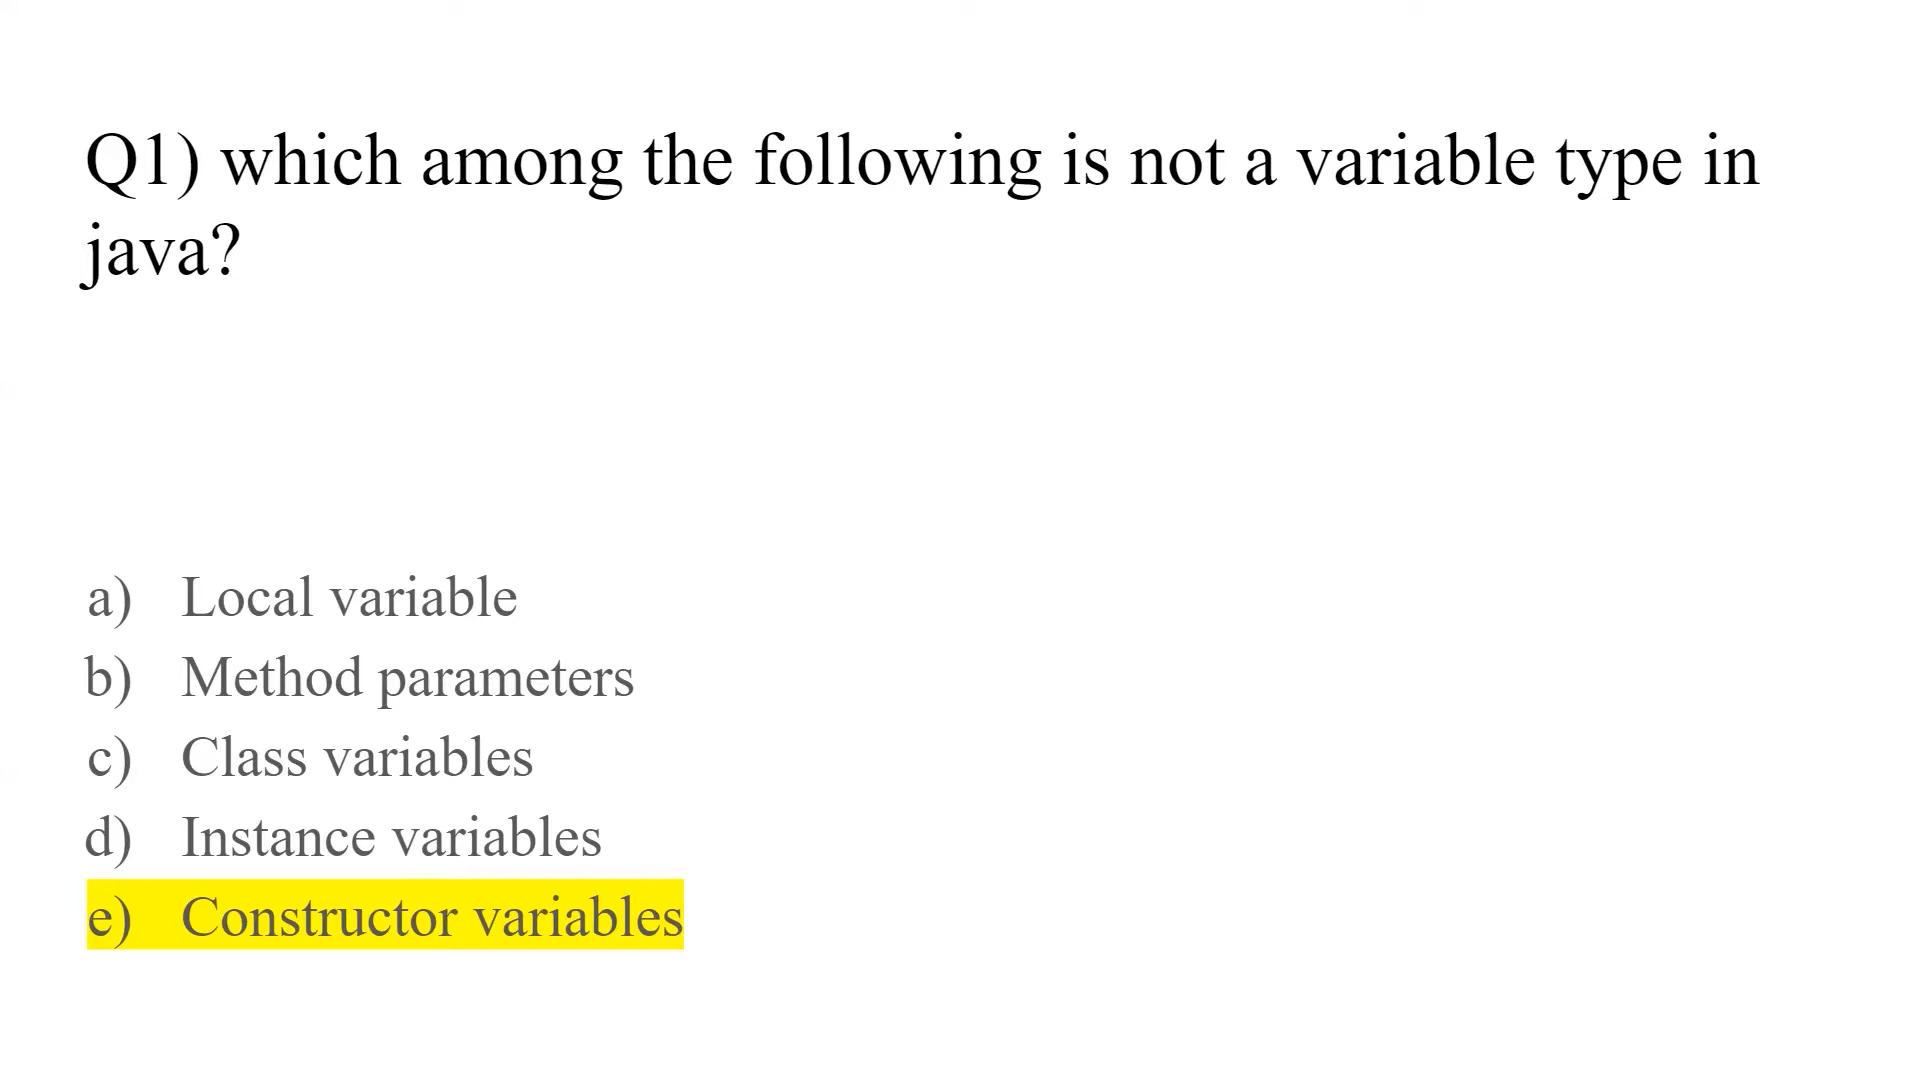 Q1) which among the following is not a variable type in
java?
a) Local variable
b) Method parameters
c) Class variables
d) Instance variables
e) Constructor variables